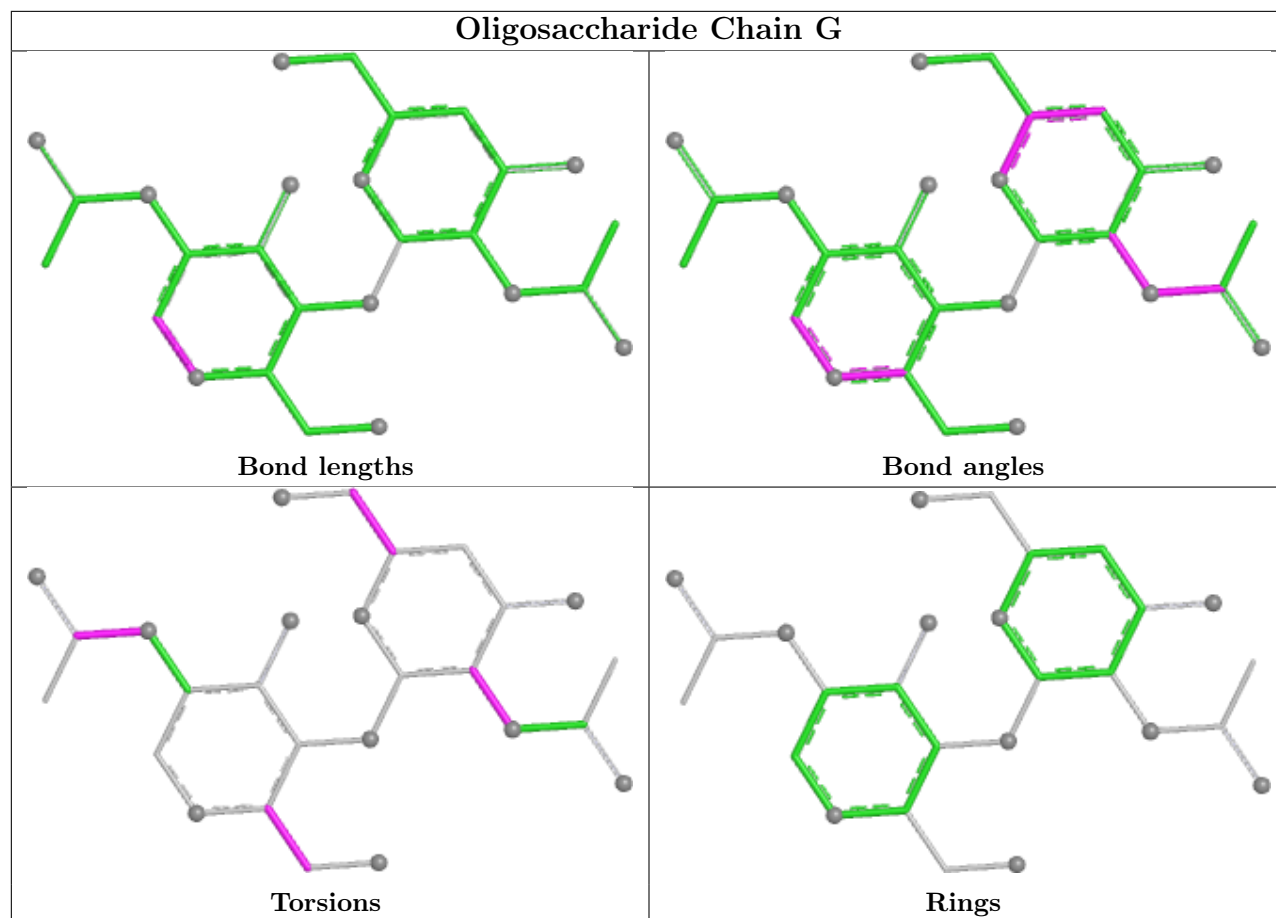 Oligosaccharide Chain G
Bond lengths
Bond angles
Torsions
Rings